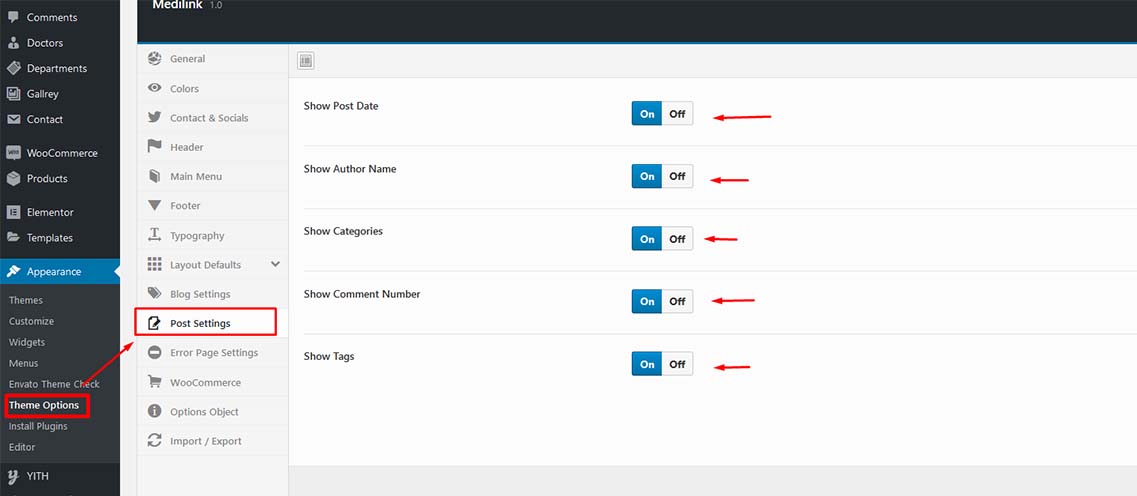 Comments
Doctors
Departments
Gallrey
Contact
WOO
WooCommerce
Products
Elementor
Templates
Appearance
Themes
Customize
Widgets
Menus
Envato Theme Check
Theme Options
Install Plugins
Editor
YITH
Medilink 1.0
General
Colors
Contact & Socials
Header
Main Menu
Footer
Typography
Layout Defaults
Blog Settings
Post Settings
Error Page Settings
WooCommerce
Options Object
Import / Export
Show Post Date On Off
Show Author Name On Off
Show Categories On Off
Show Comment Number On Off
Show Tags On Off